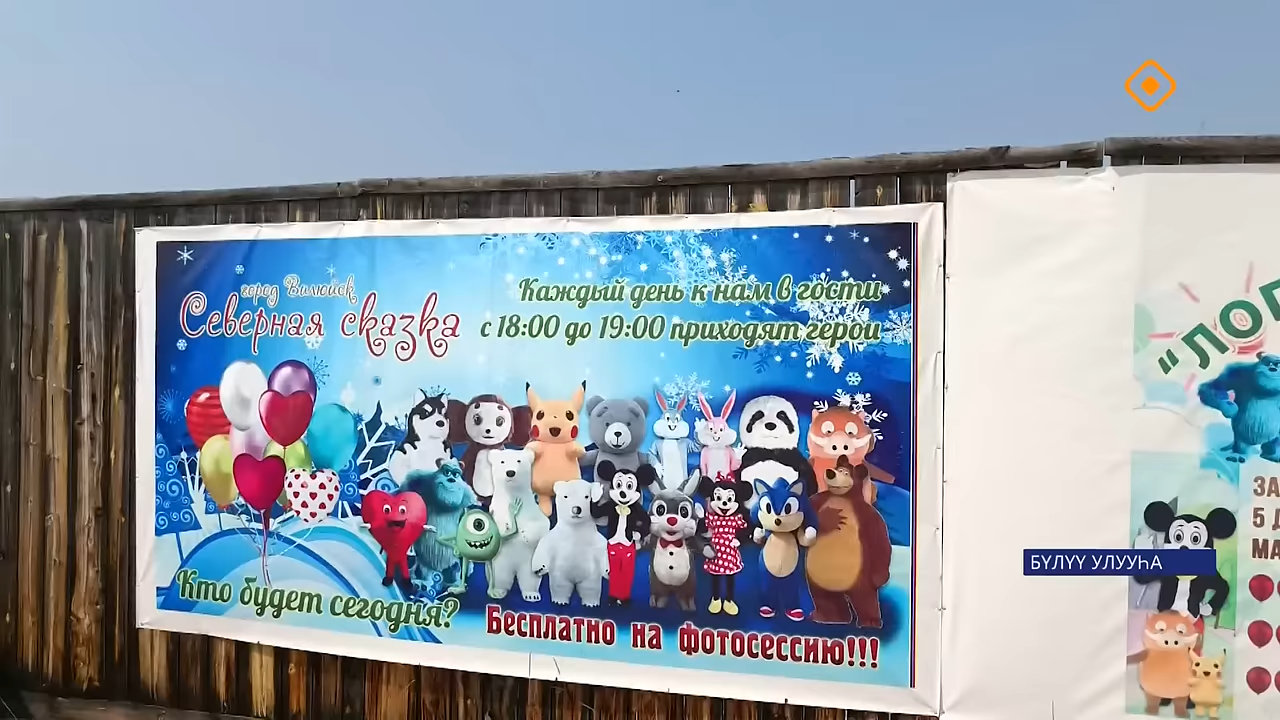 город Вилюйск
Северная сказка
Каждый день к нам в гости
с 18:00 до 19:00 приходят герои
Кто будет сегодня?
Бесплатно на фотосессию!!!
БҮЛҮҮ УЛУУҺА